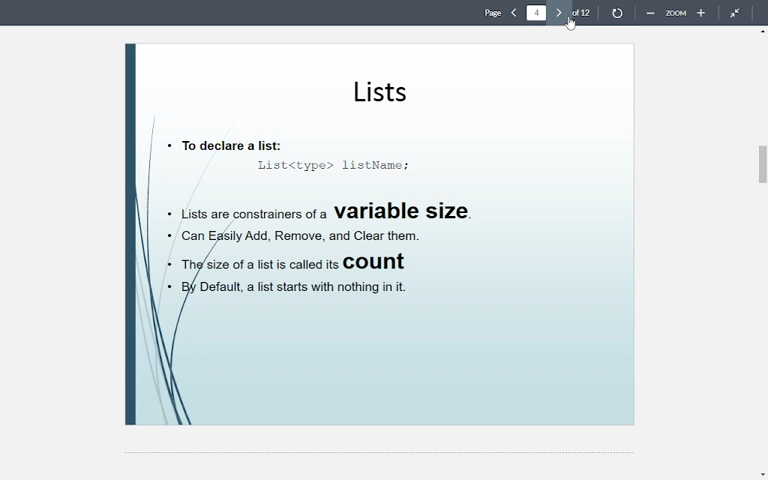 Page 4 of 12 ZOOM
Lists
• To declare a list:
List<type> listName;
• Lists are constrainers of a variable size.
• Can Easily Add, Remove, and Clear them.
• The size of a list is called its count
• By Default, a list starts with nothing in it.